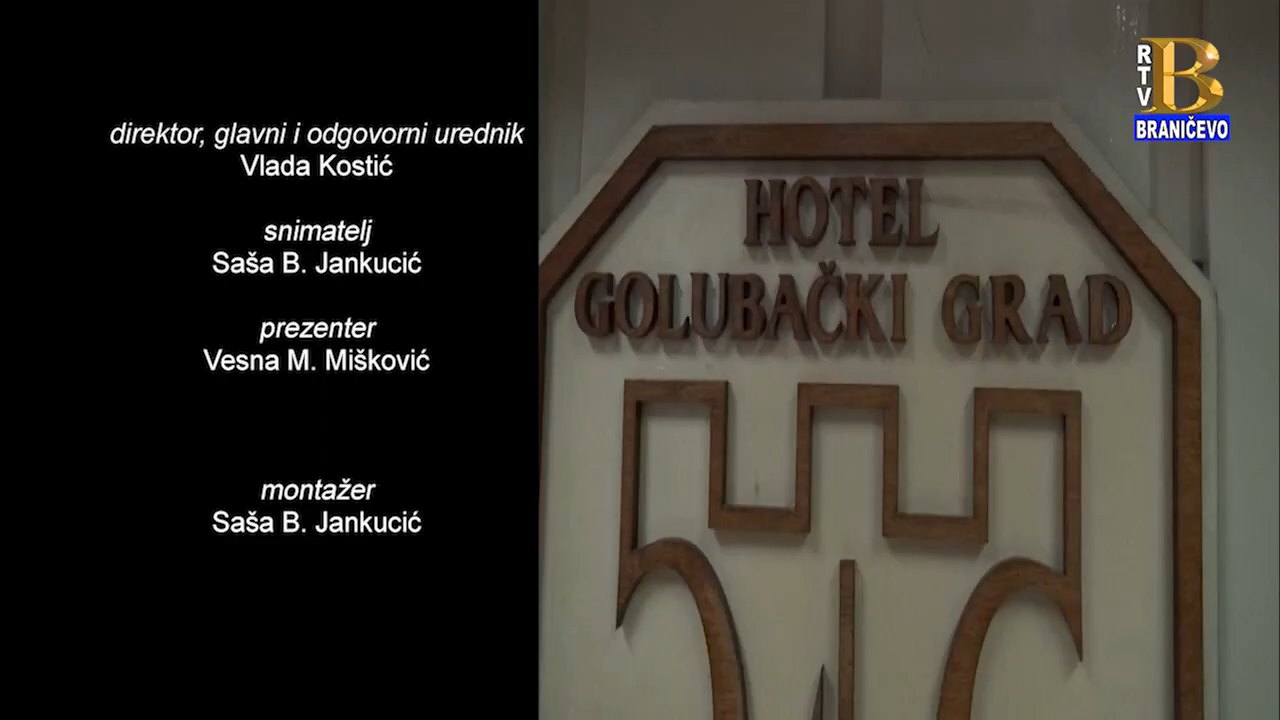 direktor, glavni i odgovorni urednik
Vlada Kostić
snimatelj
Saša B. Jankucić
prezenter
Vesna M. Mišković
montažer
Saša B. Jankucić
HOTEL
GOLUBAČKI GRAD
RTV
B
BRANIČEVO